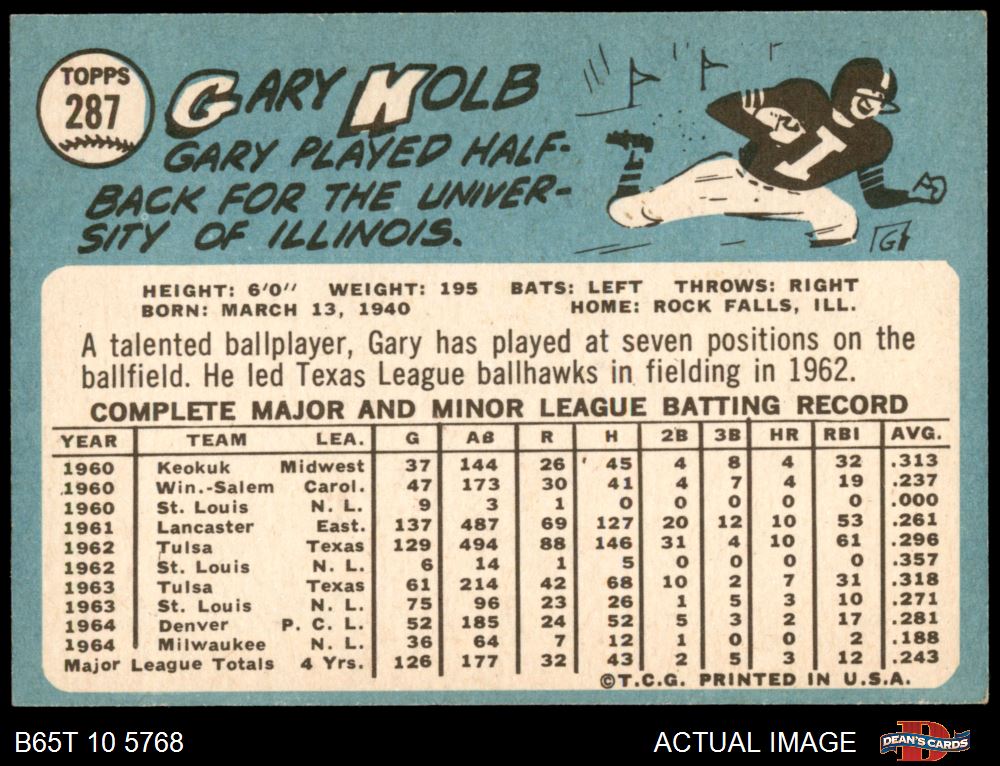 TOPPS
287
GARY KOLB
GARY PLAYED HALF-
BACK FOR THE UNIVER-
SITY OF ILLINOIS.
I
G
HEIGHT: 6'0" WEIGHT: 195 BATS: LEFT THROWS: RIGHT
BORN: MARCH 13, 1940 HOME: ROCK FALLS, ILL.
A talented ballplayer, Gary has played at seven positions on the
ballfield. He led Texas League ballhawks in fielding in 1962.
COMPLETE MAJOR AND MINOR LEAGUE BATTING RECORD
YEAR TEAM LEA. G AB R H 2B 3B HR RBI AVG.
1960 Keokuk Midwest 37 144 26 45 4 8 4 32 .313
1960 Win.-Salem Carol. 47 173 30 41 4 7 4 19 .237
1960 St. Louis N. L. 9 3 1 0 0 0 0 0 .000
1961 Lancaster East. 137 487 69 127 20 12 10 53 .261
1962 Tulsa Texas 129 494 88 146 31 4 10 61 .296
1962 St. Louis N. L. 6 14 1 5 0 0 0 0 .357
1963 Tulsa Texas 61 214 42 68 10 2 7 31 .318
1963 St. Louis N. L. 75 96 23 26 1 5 3 10 .271
1964 Denver P. C. L. 52 185 24 52 5 3 2 17 .281
1964 Milwaukee N. L. 36 64 7 12 1 0 0 2 .188
Major League Totals 4 Yrs. 126 177 32 43 2 5 3 12 .243
©T.C.G. PRINTED IN U.S.A.
B65T 10 5768 ACTUAL IMAGE
D
DEAN'S CARDS